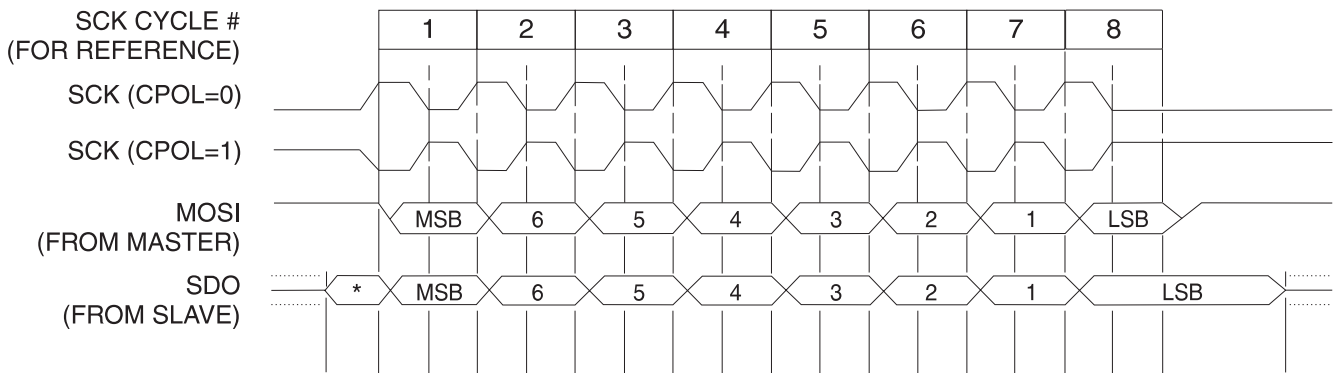 SCK CYCLE # 1 2 3 4 5 6 7 8
(FOR REFERENCE)
SCK (CPOL=0)
SCK (CPOL=1)
MOSI MSB 6 5 4 3 2 1 LSB
(FROM MASTER)
SDO * MSB 6 5 4 3 2 1 LSB
(FROM SLAVE)